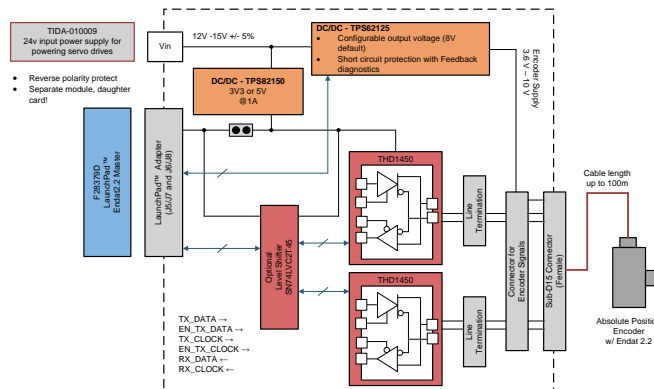 TIDA-010009
24v input power supply for
powering servo drives
• Reverse polarity protect
• Separate module, daughter
card!
Vin
12V -15V +/- 5%
DC/DC - TPS62125
• Configurable output voltage (8V
default)
• Short circuit protection with Feedback
diagnostics
DC/DC - TPS82150
3V3 or 5V
@1A
Encoder Supply
3.6 V – 10 V
F28379D
LaunchPad™
Endat2.2 Master
LaunchPad™ Adapter
(J5/J7 and J6/J8)
THD1450
Line
Termination
Optional
Level Shifter
SN74LVC2T45
THD1450
Line
Termination
Connector for
Encoder Signals
Sub-D15 Connector
(Female)
Cable length
up to 100m
Absolute Positio
Encoder
w/ Endat 2.2
TX_DATA →
EN_TX_DATA →
TX_CLOCK →
EN_TX_CLOCK →
RX_DATA ←
RX_CLOCK ←